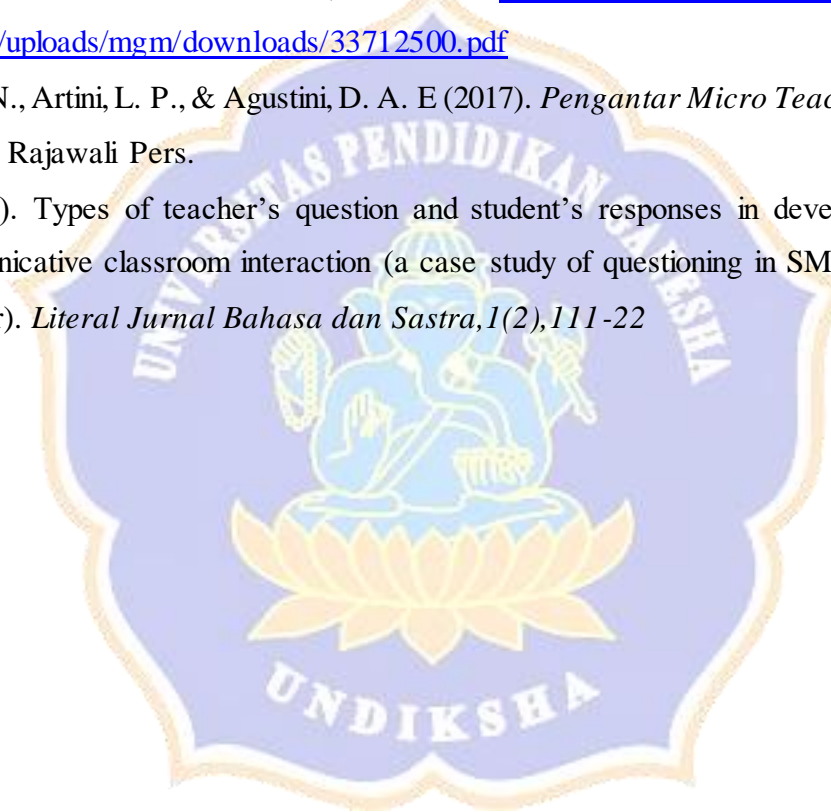 /uploads/mgm/downloads/33712500.pdf
N., Artini, L. P., & Agustini, D. A. E (2017). Pengantar Micro Teac
Rajawali Pers.
). Types of teacher’s question and student’s responses in deve
nicative classroom interaction (a case study of questioning in SM
r). Literal Jurnal Bahasa dan Sastra,1(2),111-22
UNIVERSITAS PENDIDIKAN GANESHA
UNDIKSHA